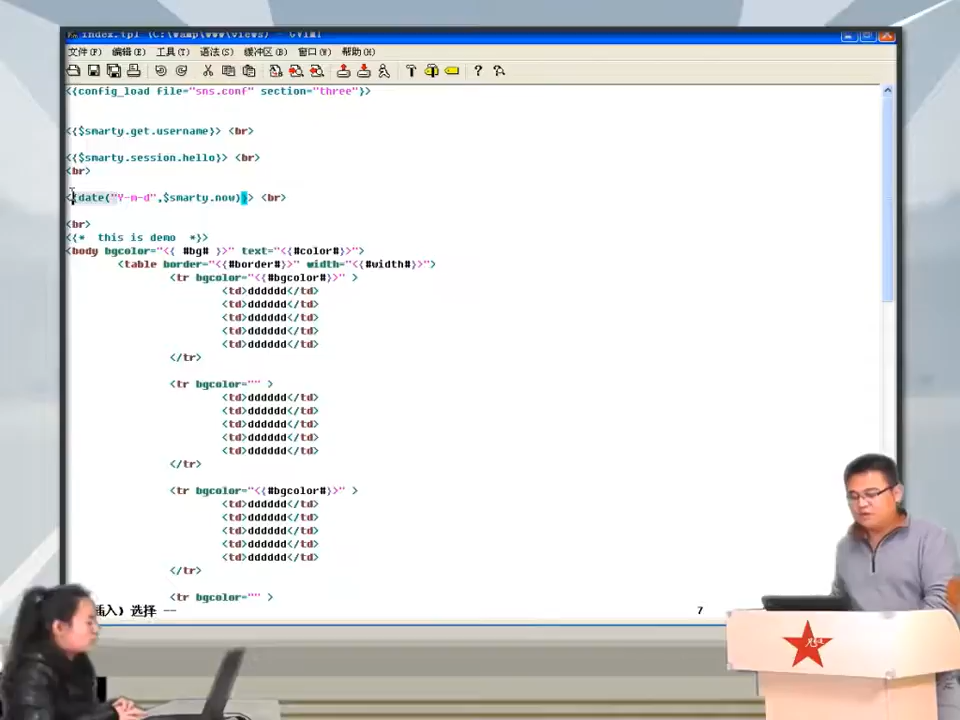 index.tpl (C:\wamp\www\views) - GVIM1
文件(F) 编辑(E) 工具(T) 语法(S) 缓冲区(B) 窗口(W) 帮助(H)
<{config_load file="sns.conf" section="three"}>
<{$smarty.get.username}> <br>
<{$smarty.session.hello}> <br>
<br>
<{date("Y-m-d",$smarty.now)}> <br>
<br>
<{* this is demo *}>
<body bgcolor="<{ #bg# }>" text="<{#color#}>">
<table border="<{#border#}>" width="<{#width#}>">
<tr bgcolor="<{#bgcolor#}>" >
<td>dddddd</td>
<td>dddddd</td>
<td>dddddd</td>
<td>dddddd</td>
<td>dddddd</td>
</tr>
<tr bgcolor="" >
<td>dddddd</td>
<td>dddddd</td>
<td>dddddd</td>
<td>dddddd</td>
<td>dddddd</td>
</tr>
<tr bgcolor="<{#bgcolor#}>" >
<td>dddddd</td>
<td>dddddd</td>
<td>dddddd</td>
<td>dddddd</td>
<td>dddddd</td>
</tr>
<tr bgcolor="" >
插入) 选择 -- 7